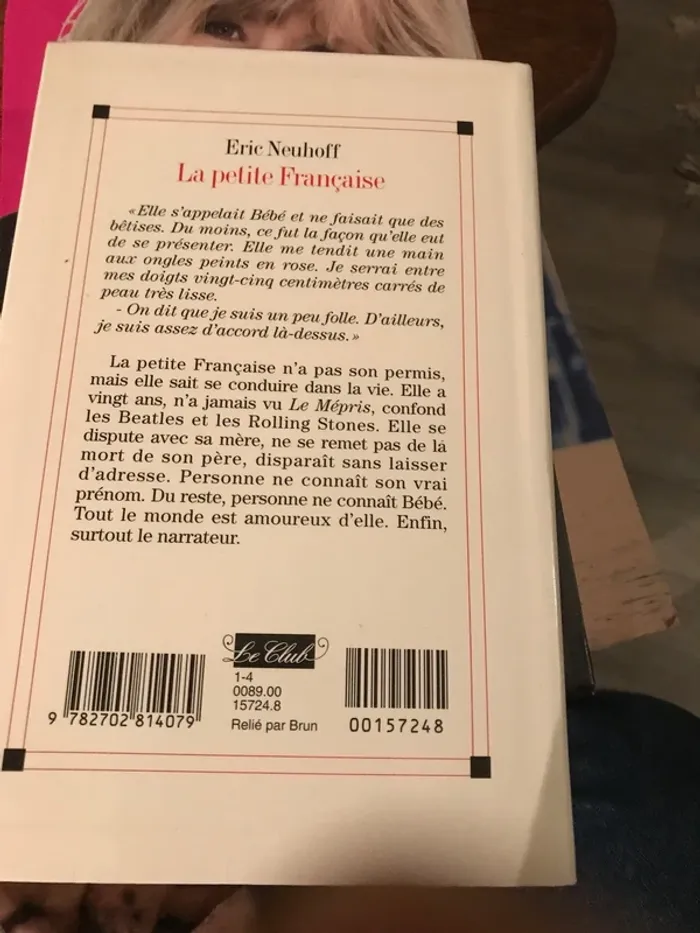 Eric Neuhoff
La petite Française
«Elle s'appelait Bébé et ne faisait que des
bêtises. Du moins, ce fut la façon qu'elle eut
de se présenter. Elle me tendit une main
aux ongles peints en rose. Je serrai entre
mes doigts vingt-cinq centimètres carrés de
peau très lisse.
- On dit que je suis un peu folle. D'ailleurs,
je suis assez d'accord là-dessus.»
La petite Française n'a pas son permis,
mais elle sait se conduire dans la vie. Elle a
vingt ans, n'a jamais vu Le Mépris, confond
les Beatles et les Rolling Stones. Elle se
dispute avec sa mère, ne se remet pas de la
mort de son père, disparaît sans laisser
d'adresse. Personne ne connaît son vrai
prénom. Du reste, personne ne connaît Bébé.
Tout le monde est amoureux d'elle. Enfin,
surtout le narrateur.
Le Club
1-4
0089.00
15724.8
Relié par Brun
9 782702 814079
00157248